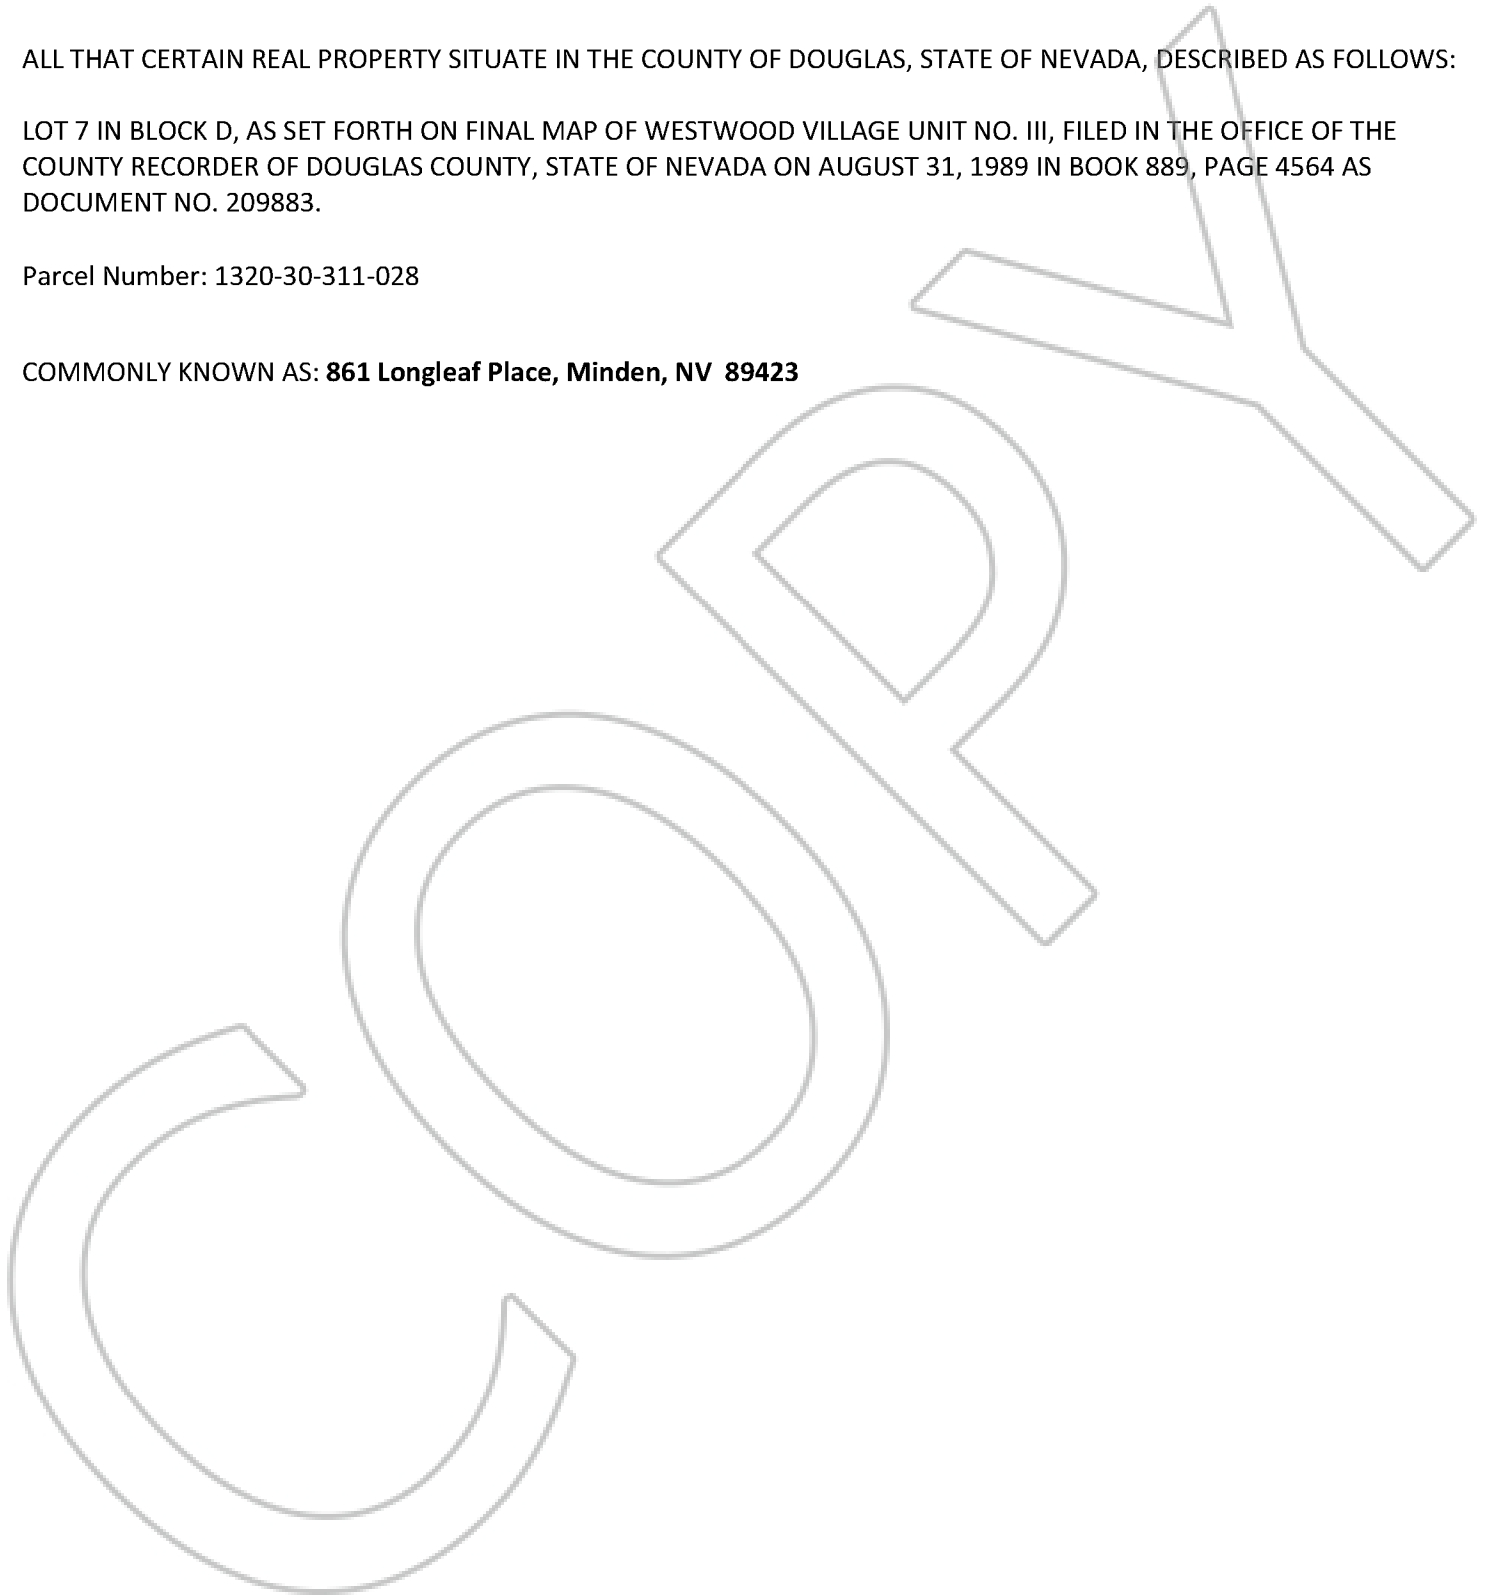 ALL THAT CERTAIN REAL PROPERTY SITUATE IN THE COUNTY OF DOUGLAS, STATE OF NEVADA, DESCRIBED AS FOLLOWS:
LOT 7 IN BLOCK D, AS SET FORTH ON FINAL MAP OF WESTWOOD VILLAGE UNIT NO. III, FILED IN THE OFFICE OF THE
COUNTY RECORDER OF DOUGLAS COUNTY, STATE OF NEVADA ON AUGUST 31, 1989 IN BOOK 889, PAGE 4564 AS
DOCUMENT NO. 209883.
Parcel Number: 1320-30-311-028
COMMONLY KNOWN AS: 861 Longleaf Place, Minden, NV  89423
COPY